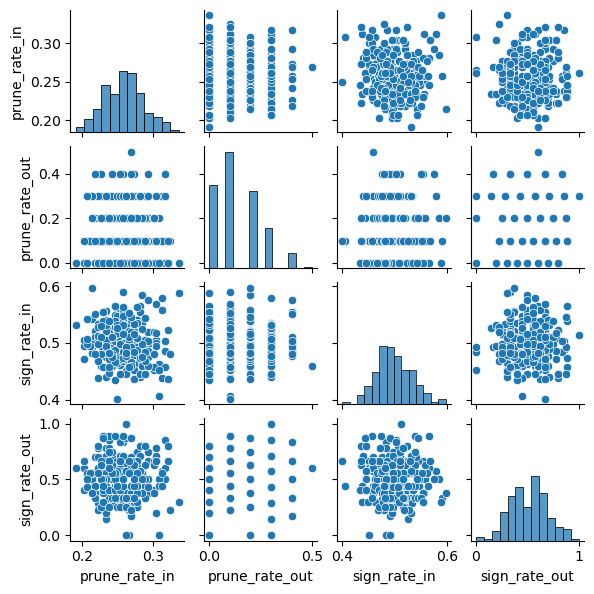 prune_rate_in
0.30
0.25
0.20
prune_rate_out
0.4
0.2
0.0
sign_rate_in
0.6
0.5
0.4
sign_rate_out
1.0
0.5
0.0
0.2 0.3 0.0 0.5 0.4 0.6 0 1
prune_rate_in prune_rate_out sign_rate_in sign_rate_out